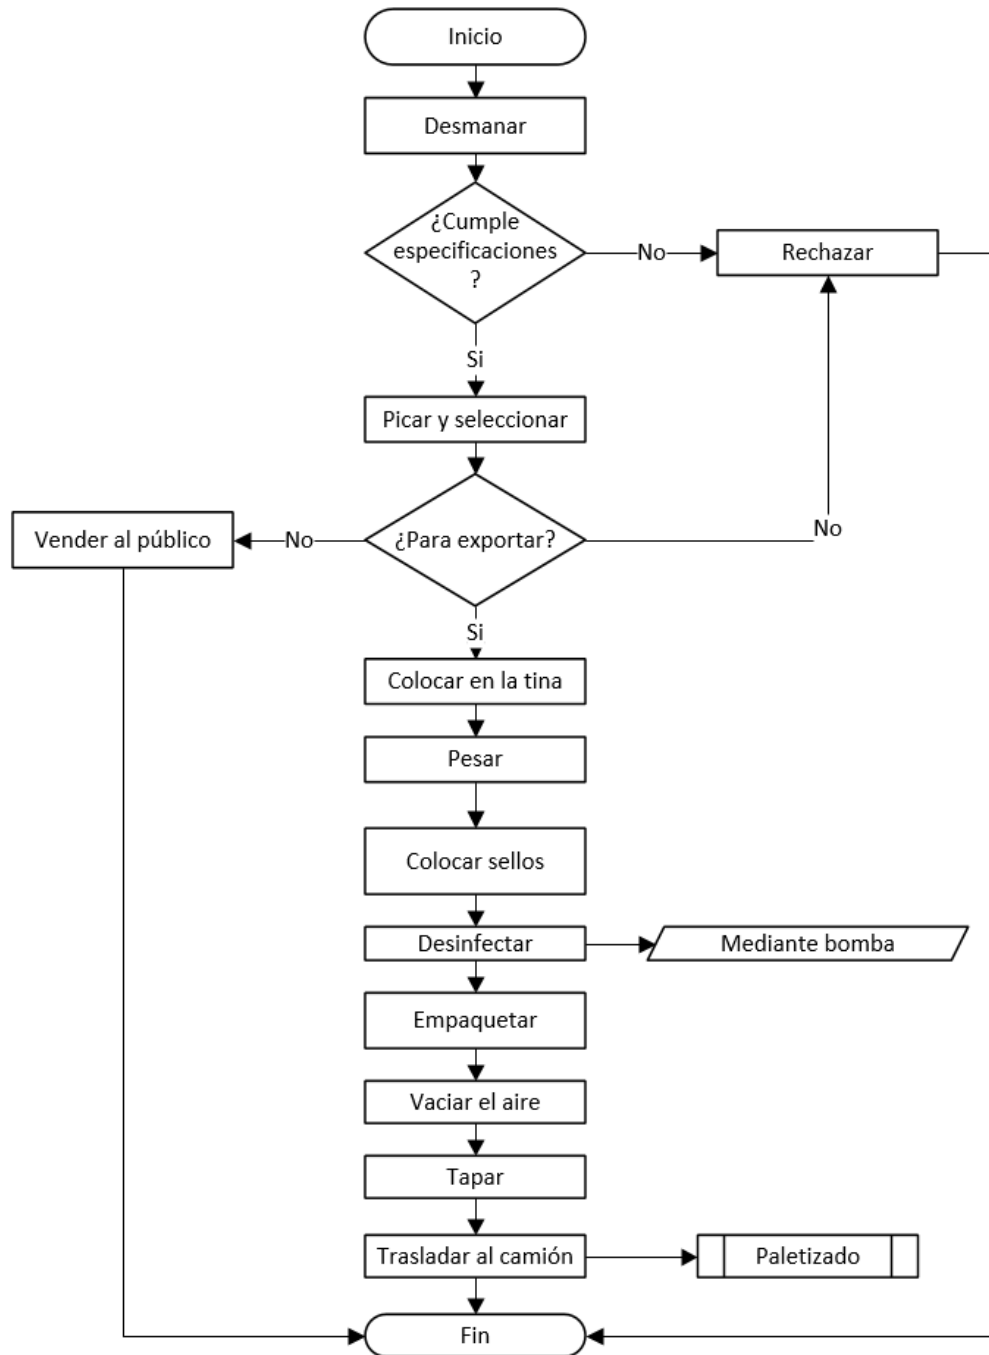 Inicio
Desmanar
¿Cumple
especificaciones
?
No
Rechazar
Si
Picar y seleccionar
Vender al público
No
¿Para exportar?
No
Si
Colocar en la tina
Pesar
Colocar sellos
Desinfectar
Mediante bomba
Empaquetar
Vaciar el aire
Tapar
Trasladar al camión
Paletizado
Fin